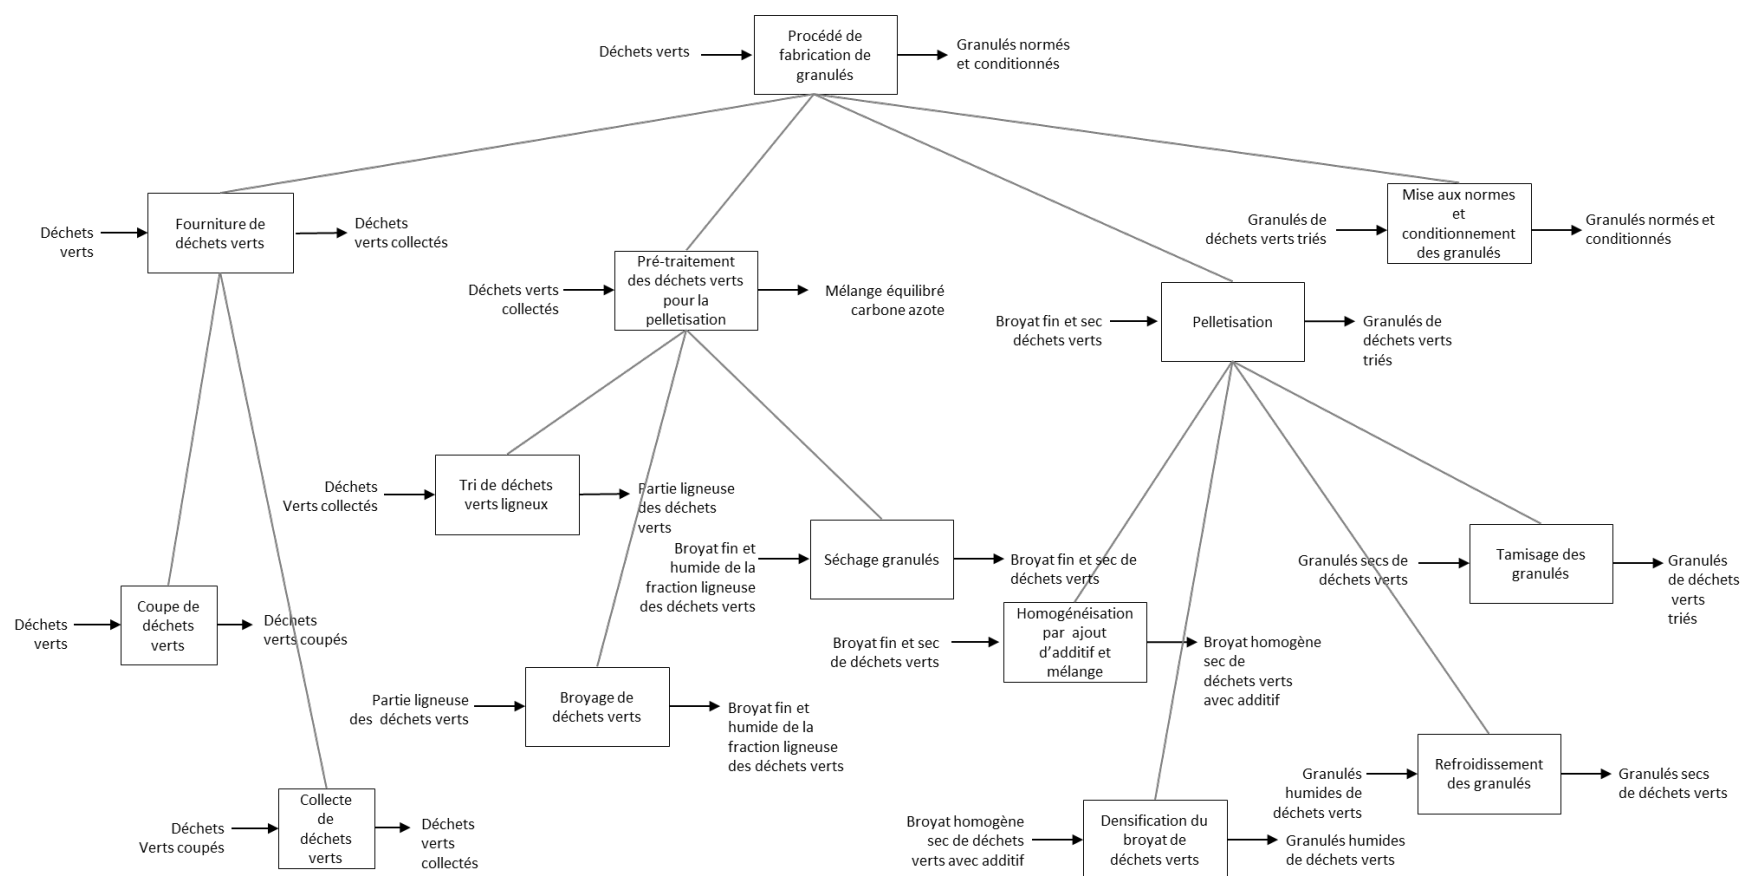 Déchets verts
Procédé de
fabrication de
granulés
Granulés normés
et conditionnés
Déchets
verts
Fourniture de
déchets verts
Déchets
verts collectés
Déchets verts
collectés
Pré-traitement
des déchets verts
pour la
pelletisation
Mélange équilibré
carbone azote
Broyat fin et sec
déchets verts
Pelletisation
Granulés de
déchets verts
triés
Granulés de
déchets verts triés
Mise aux normes
et
conditionnement
des granulés
Granulés normés et
conditionnés
Déchets
Verts collectés
Tri de déchets
verts ligneux
Partie ligneuse
des déchets
verts
Broyat fin et
humide de la
fraction ligneuse
des déchets verts
Séchage granulés
Broyat fin et sec de
déchets verts
Granulés secs de
déchets verts
Tamisage des
granulés
Granulés
de déchets
verts
triés
Déchets
verts
Coupe de
déchets
verts
Déchets
verts coupés
Broyat fin et sec
de déchets verts
Homogénéisation
par ajout
d'additif et
mélange
Broyat homogène
sec de
déchets verts
avec additif
Partie ligneuse
des déchets verts
Broyage de
déchets verts
Broyat fin et
humide de la
fraction ligneuse
des déchets verts
Granulés
humides de
déchets verts
Refroidissement
des granulés
Granulés secs
de déchets verts
Déchets
Verts coupés
Collecte
de
déchets
verts
Déchets
verts
collectés
Broyat homogène
sec de déchets
verts avec additif
Densification du
broyat de
déchets verts
Granulés humides
de déchets verts